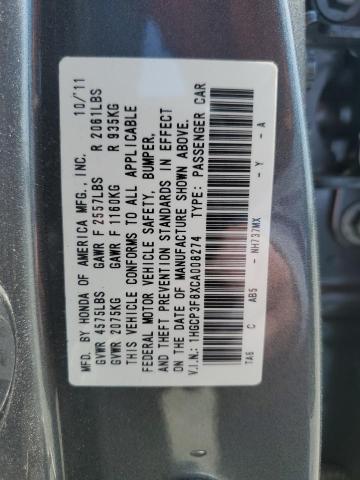 MFD. BY HONDA OF AMERICA MFG., INC. 10/'11
GVWR 4575LBS GAWR F 2557LBS R 2061LBS
GVWR 2075KG GAWR F 1160KG R 935KG
THIS VEHICLE CONFORMS TO ALL APPLICABLE
FEDERAL MOTOR VEHICLE SAFETY, BUMPER,
AND THEFT PREVENTION STANDARDS IN EFFECT
ON THE DATE OF MANUFACTURE SHOWN ABOVE.
V.I.N.: 1HGCP3F8XCA008274 TYPE: PASSENGER CAR
TA6 C AB5 - NH737MX - Y - A